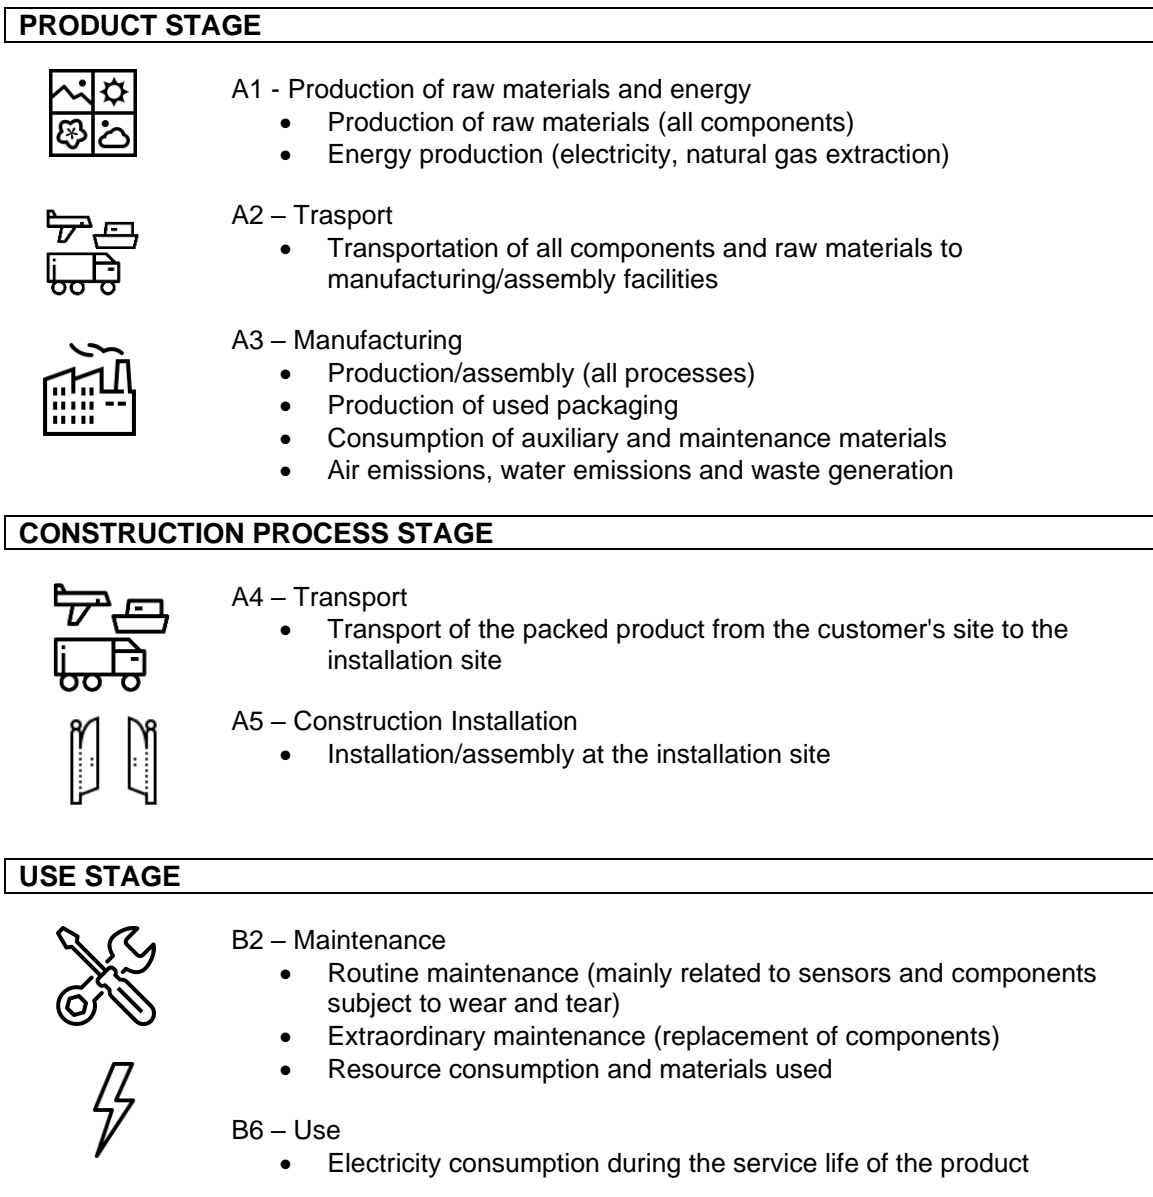 PRODUCT STAGE
A1 - Production of raw materials and energy
• Production of raw materials (all components)
• Energy production (electricity, natural gas extraction)
A2 – Trasport
• Transportation of all components and raw materials to
manufacturing/assembly facilities
A3 – Manufacturing
• Production/assembly (all processes)
• Production of used packaging
• Consumption of auxiliary and maintenance materials
• Air emissions, water emissions and waste generation
CONSTRUCTION PROCESS STAGE
A4 – Transport
• Transport of the packed product from the customer's site to the
installation site
A5 – Construction Installation
• Installation/assembly at the installation site
USE STAGE
B2 – Maintenance
• Routine maintenance (mainly related to sensors and components
subject to wear and tear)
• Extraordinary maintenance (replacement of components)
• Resource consumption and materials used
B6 – Use
• Electricity consumption during the service life of the product